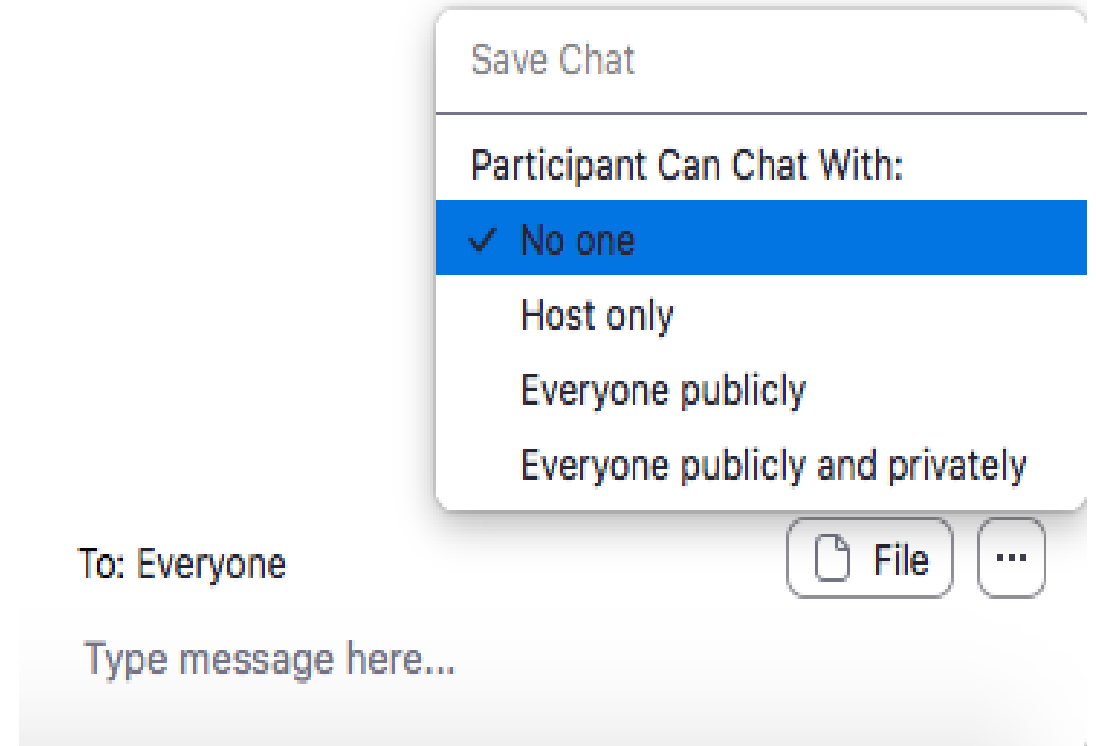 Save Chat
Participant Can Chat With:
✓ No one
Host only
Everyone publicly
Everyone publicly and privately
To: Everyone
File
...
Type message here...